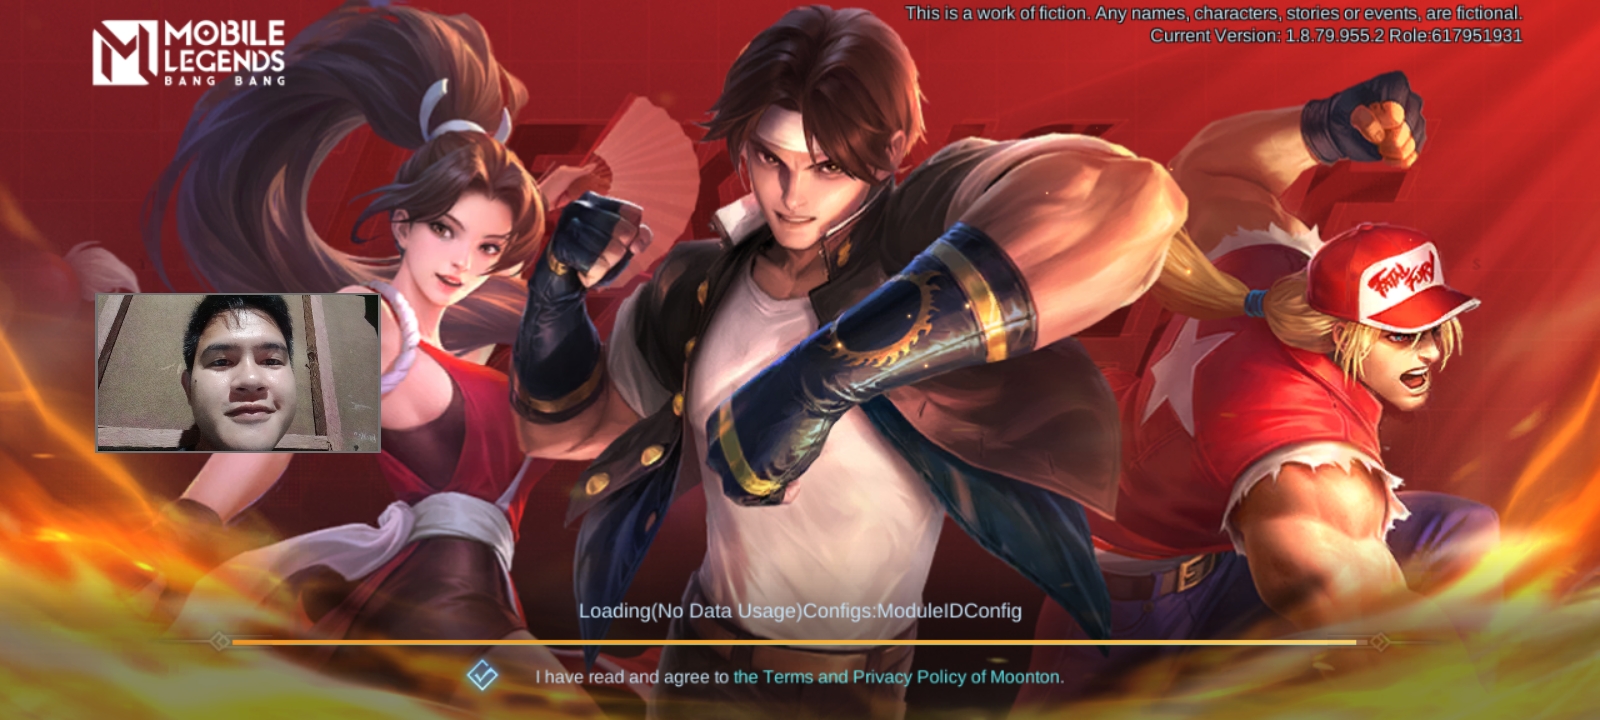 MOBILE
LEGENDS
BANG BANG
This is a work of fiction. Any names, characters, stories or events, are fictional.
Current Version: 1.8.79.955.2 Role:617951931
FATAL
FURY
Loading(No Data Usage)Configs:ModuleIDConfig
I have read and agree to the Terms and Privacy Policy of Moonton.